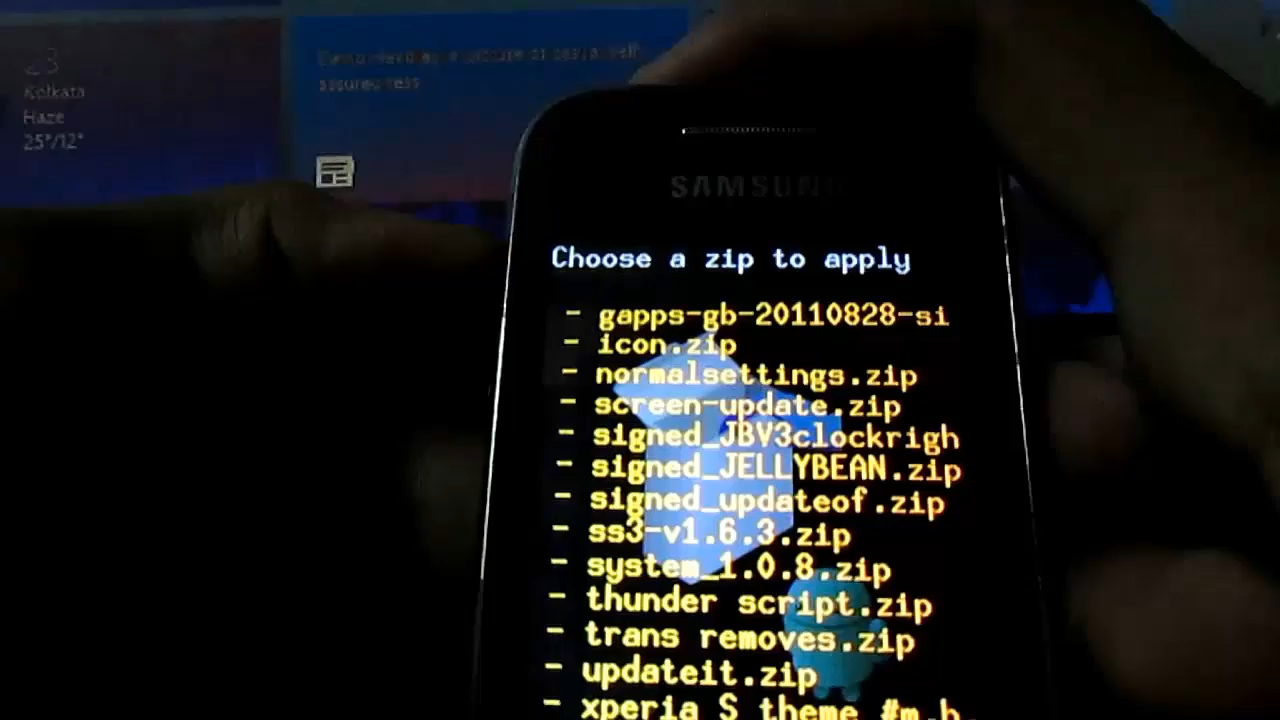 Kolkata
Haze
25°/12°
SAMSUNG
Choose a zip to apply
- gapps-gb-20110828-si
- icon.zip
- normalsettings.zip
- screen-update.zip
- signed_JBV3clockrigh
- signed_JELLYBEAN.zip
- signed_updateof.zip
- ss3-v1.6.3.zip
- system_1.0.8.zip
- thunder script.zip
- trans removes.zip
- updateit.zip
- xperia S theme #m.b.